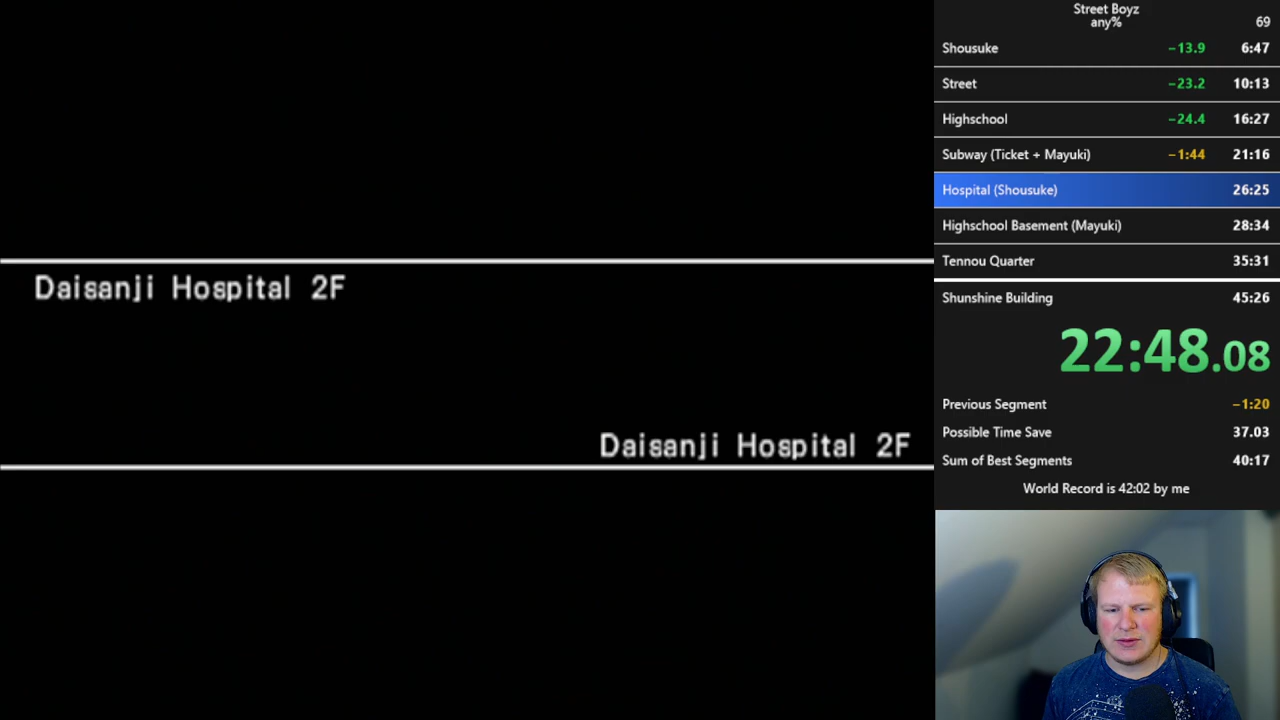 Street Boyz
any%
69
Shousuke -13.9 6:47
Street -23.2 10:13
Highschool -24.4 16:27
Subway (Ticket + Mayuki) -1:44 21:16
Hospital (Shousuke) 26:25
Highschool Basement (Mayuki) 28:34
Tennou Quarter 35:31
Shunshine Building 45:26
22:48.08
Previous Segment -1:20
Possible Time Save 37.03
Sum of Best Segments 40:17
World Record is 42:02 by me
Daisanji Hospital 2F
Daisanji Hospital 2F